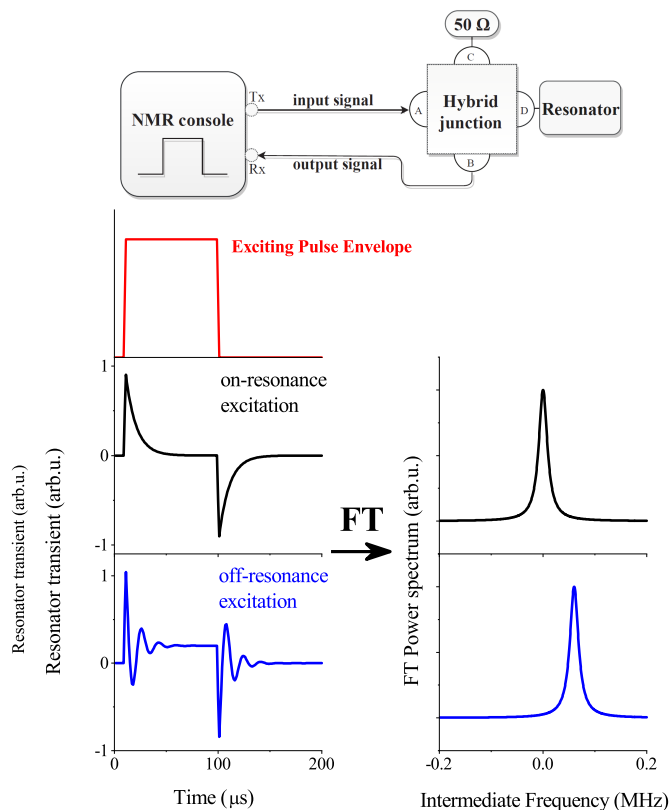 50 Ω
C
Tx
NMR console
input signal
A
Hybrid
junction
D
Resonator
Rx
output signal
B
Exciting Pulse Envelope
1
on-resonance
excitation
0
-1
Resonator transient (arb.u.)
Resonator transient (arb.u.)
FT
FT Power spectrum (arb.u.)
1
off-resonance
excitation
0
-1
0
100
200
-0.2
0.0
0.2
Time (μs)
Intermediate Frequency (MHz)